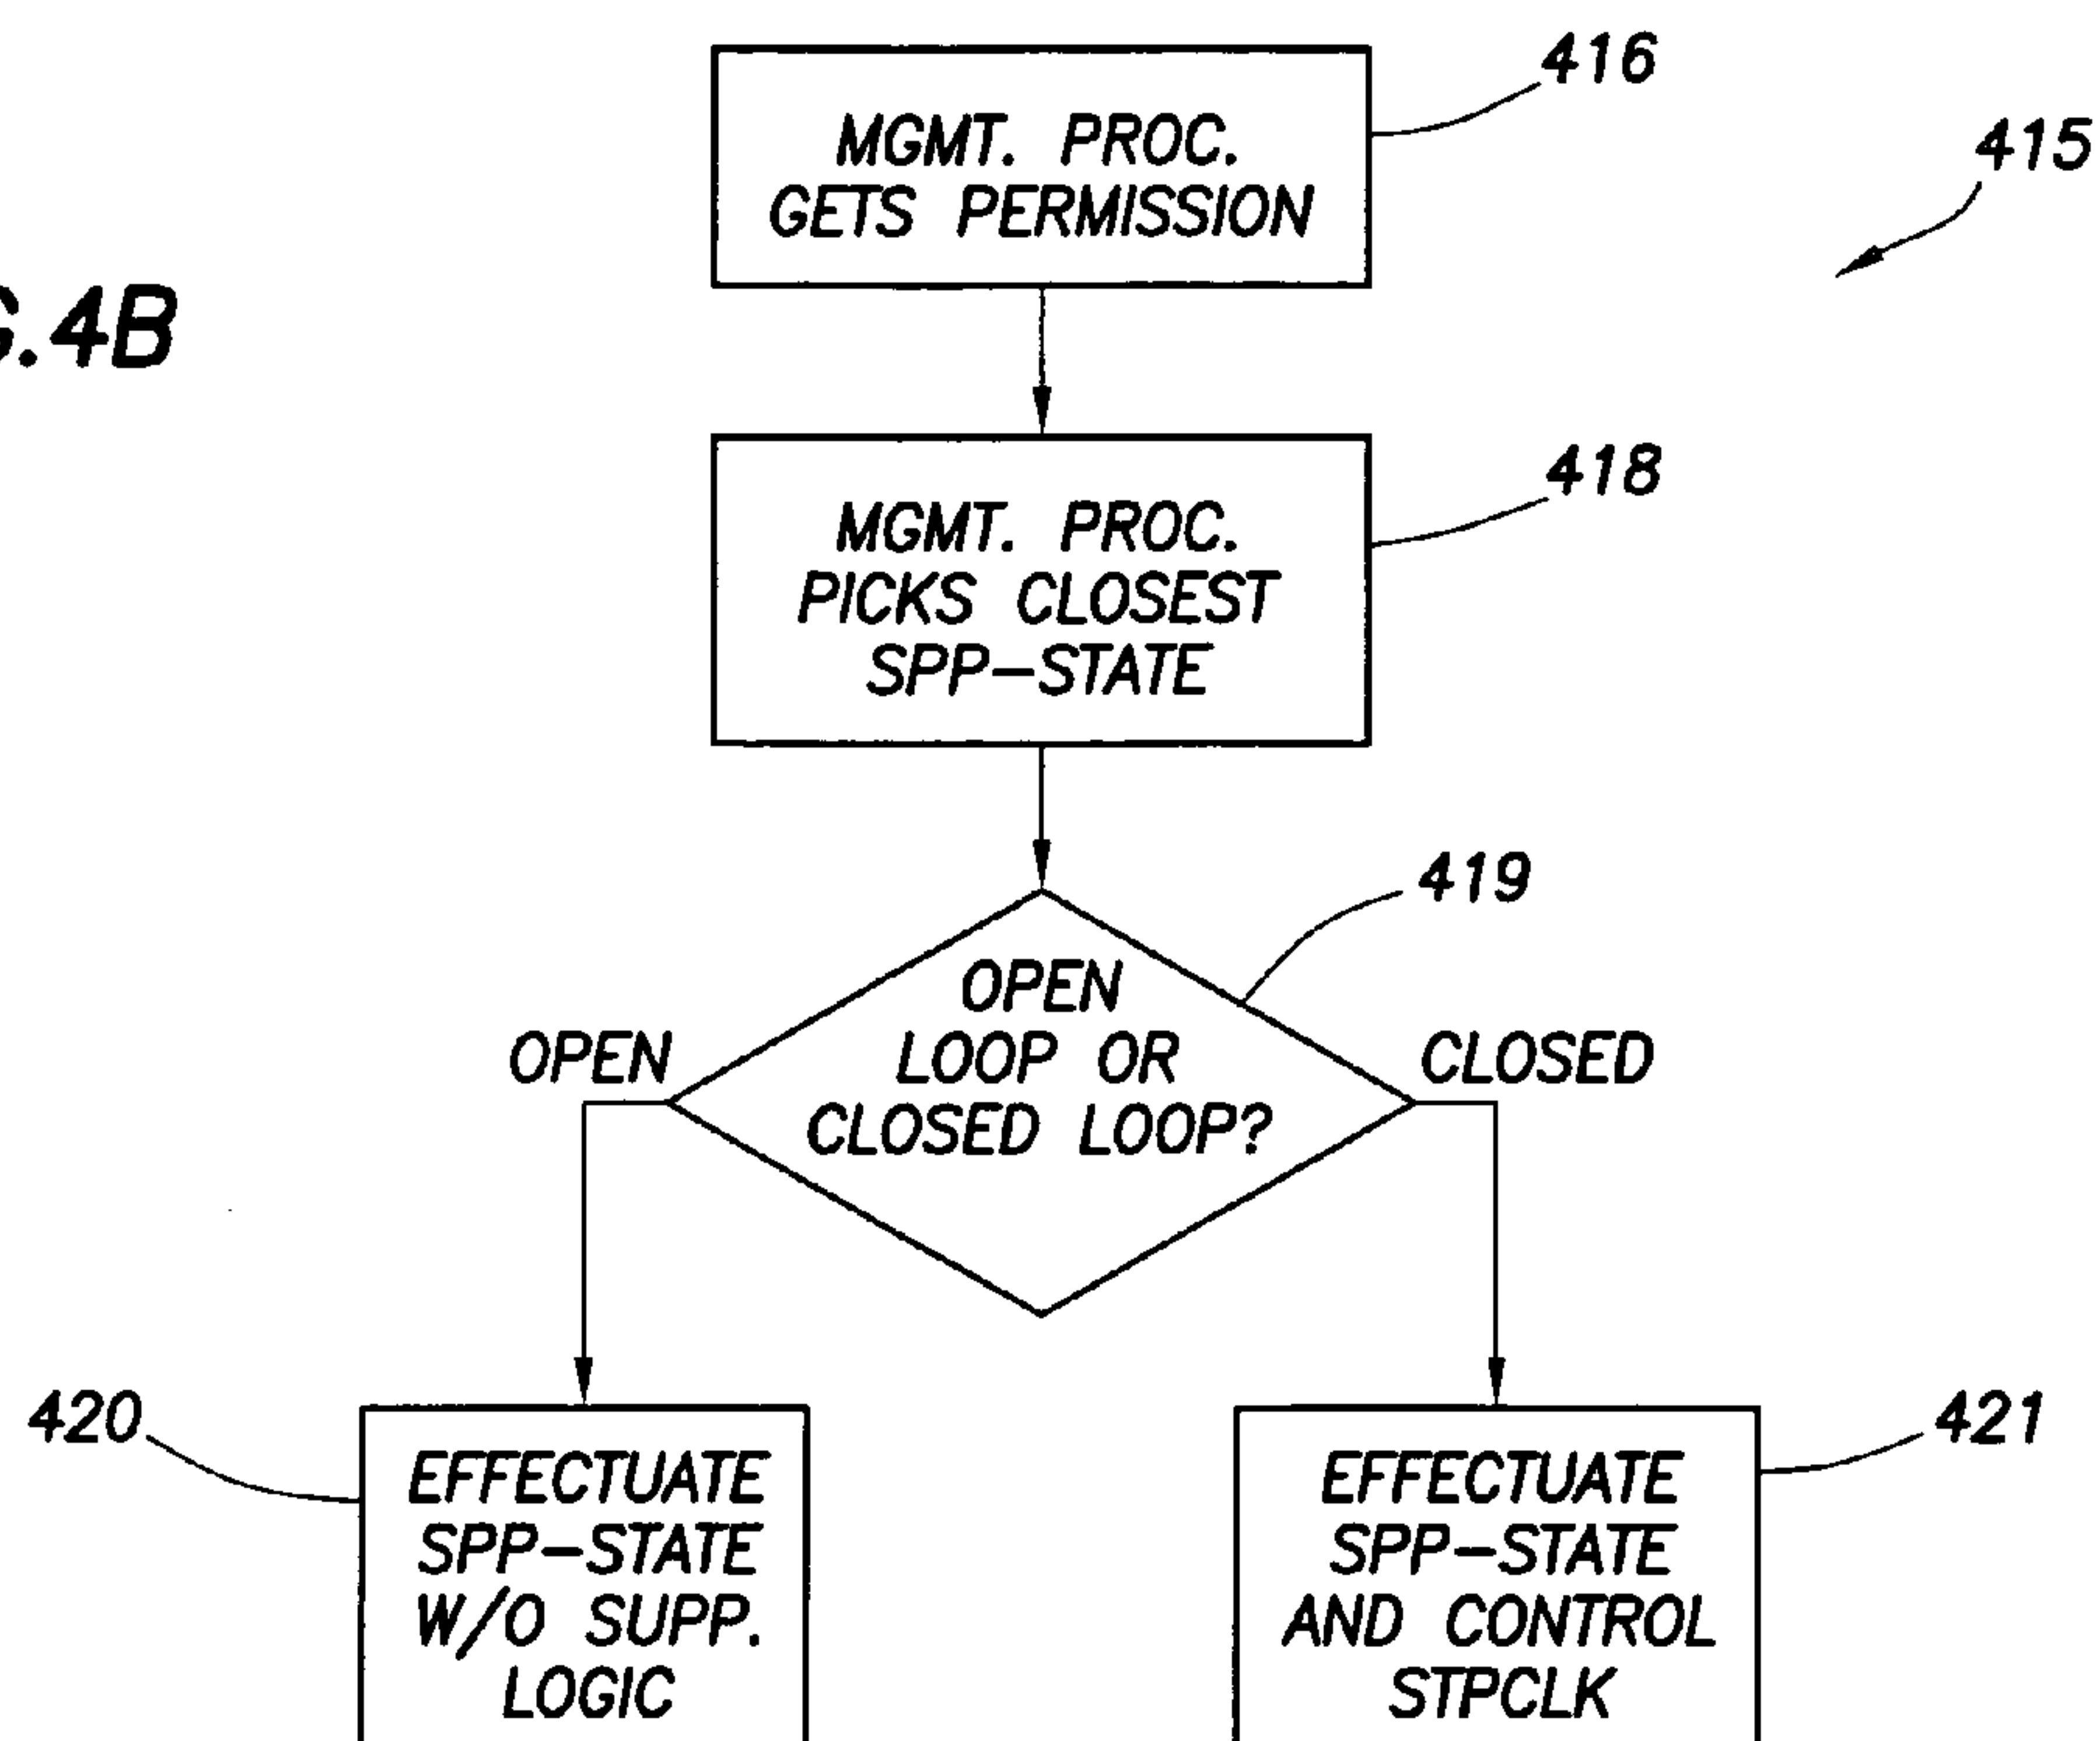 416
MGMT. PROC.
GETS PERMISSION
415
.4B
418
MGMT. PROC.
PICKS CLOSEST
SPP-STATE
419
OPEN
LOOP OR
CLOSED LOOP?
OPEN
CLOSED
420
EFFECTUATE
SPP-STATE
W/O SUPP.
LOGIC
421
EFFECTUATE
SPP-STATE
AND CONTROL
STPCLK